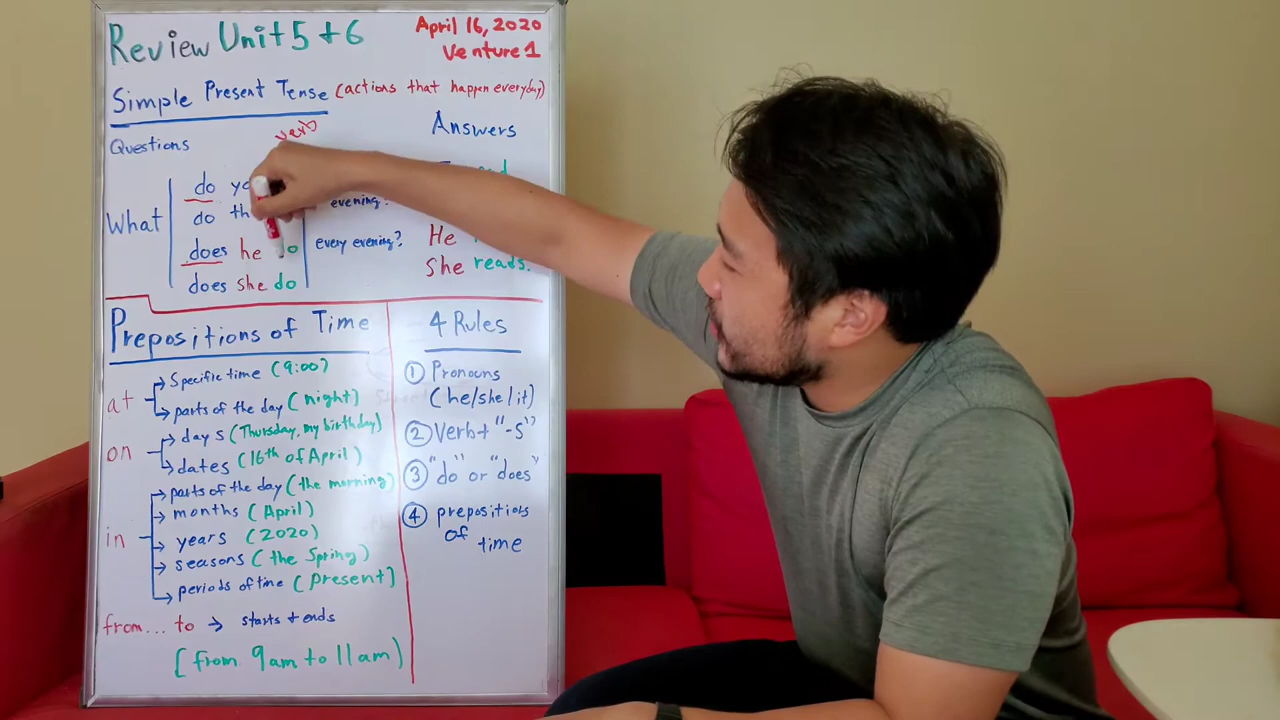 Review Unit 5 + 6
April 16, 2020
Venture 1
Simple Present Tense (actions that happen everyday)
Questions
verb
Answers
What
do
do
does he do
does she do
evening?
every evening?
He
She reads.
Prepositions of Time
at
Specific time (9:00)
parts of the day (night)
on
days (Thursday, my birthday)
dates (16th of April)
in
parts of the day (the morning)
months (April)
years (2020)
seasons (the Spring)
periods of time (present)
from... to → starts + ends
[from 9am to 11am)
4 Rules
① Pronouns
(he/she/it)
② Verb + "-s"
③ "do" or "does"
④ prepositions
of time